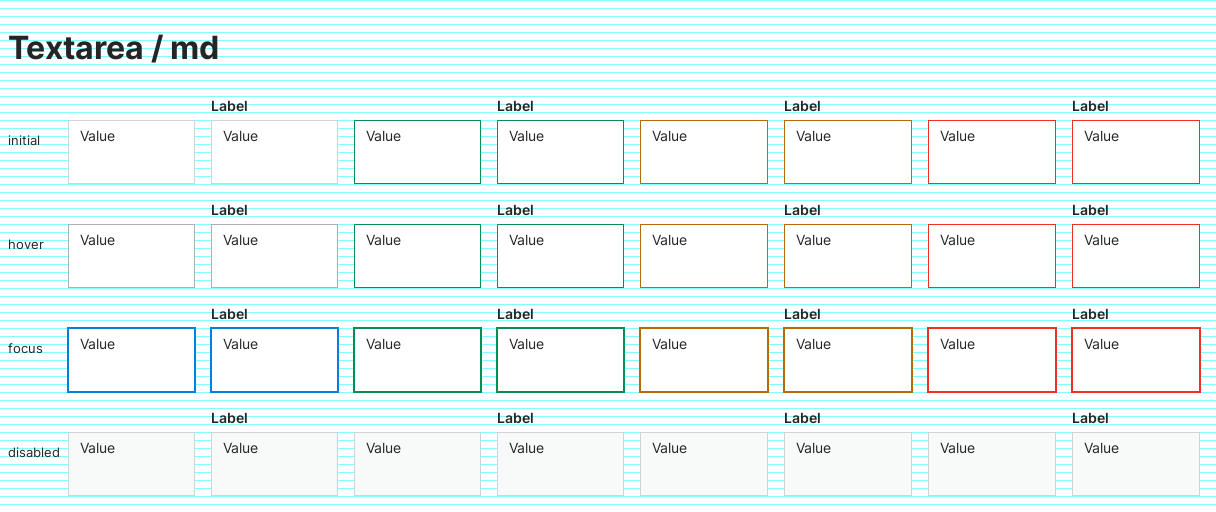 Textarea / md
Label Label Label Label
initial Value Value Value Value Value Value Value Value
Label Label Label Label
hover Value Value Value Value Value Value Value Value
Label Label Label Label
focus Value Value Value Value Value Value Value Value
Label Label Label Label
disabled Value Value Value Value Value Value Value Value